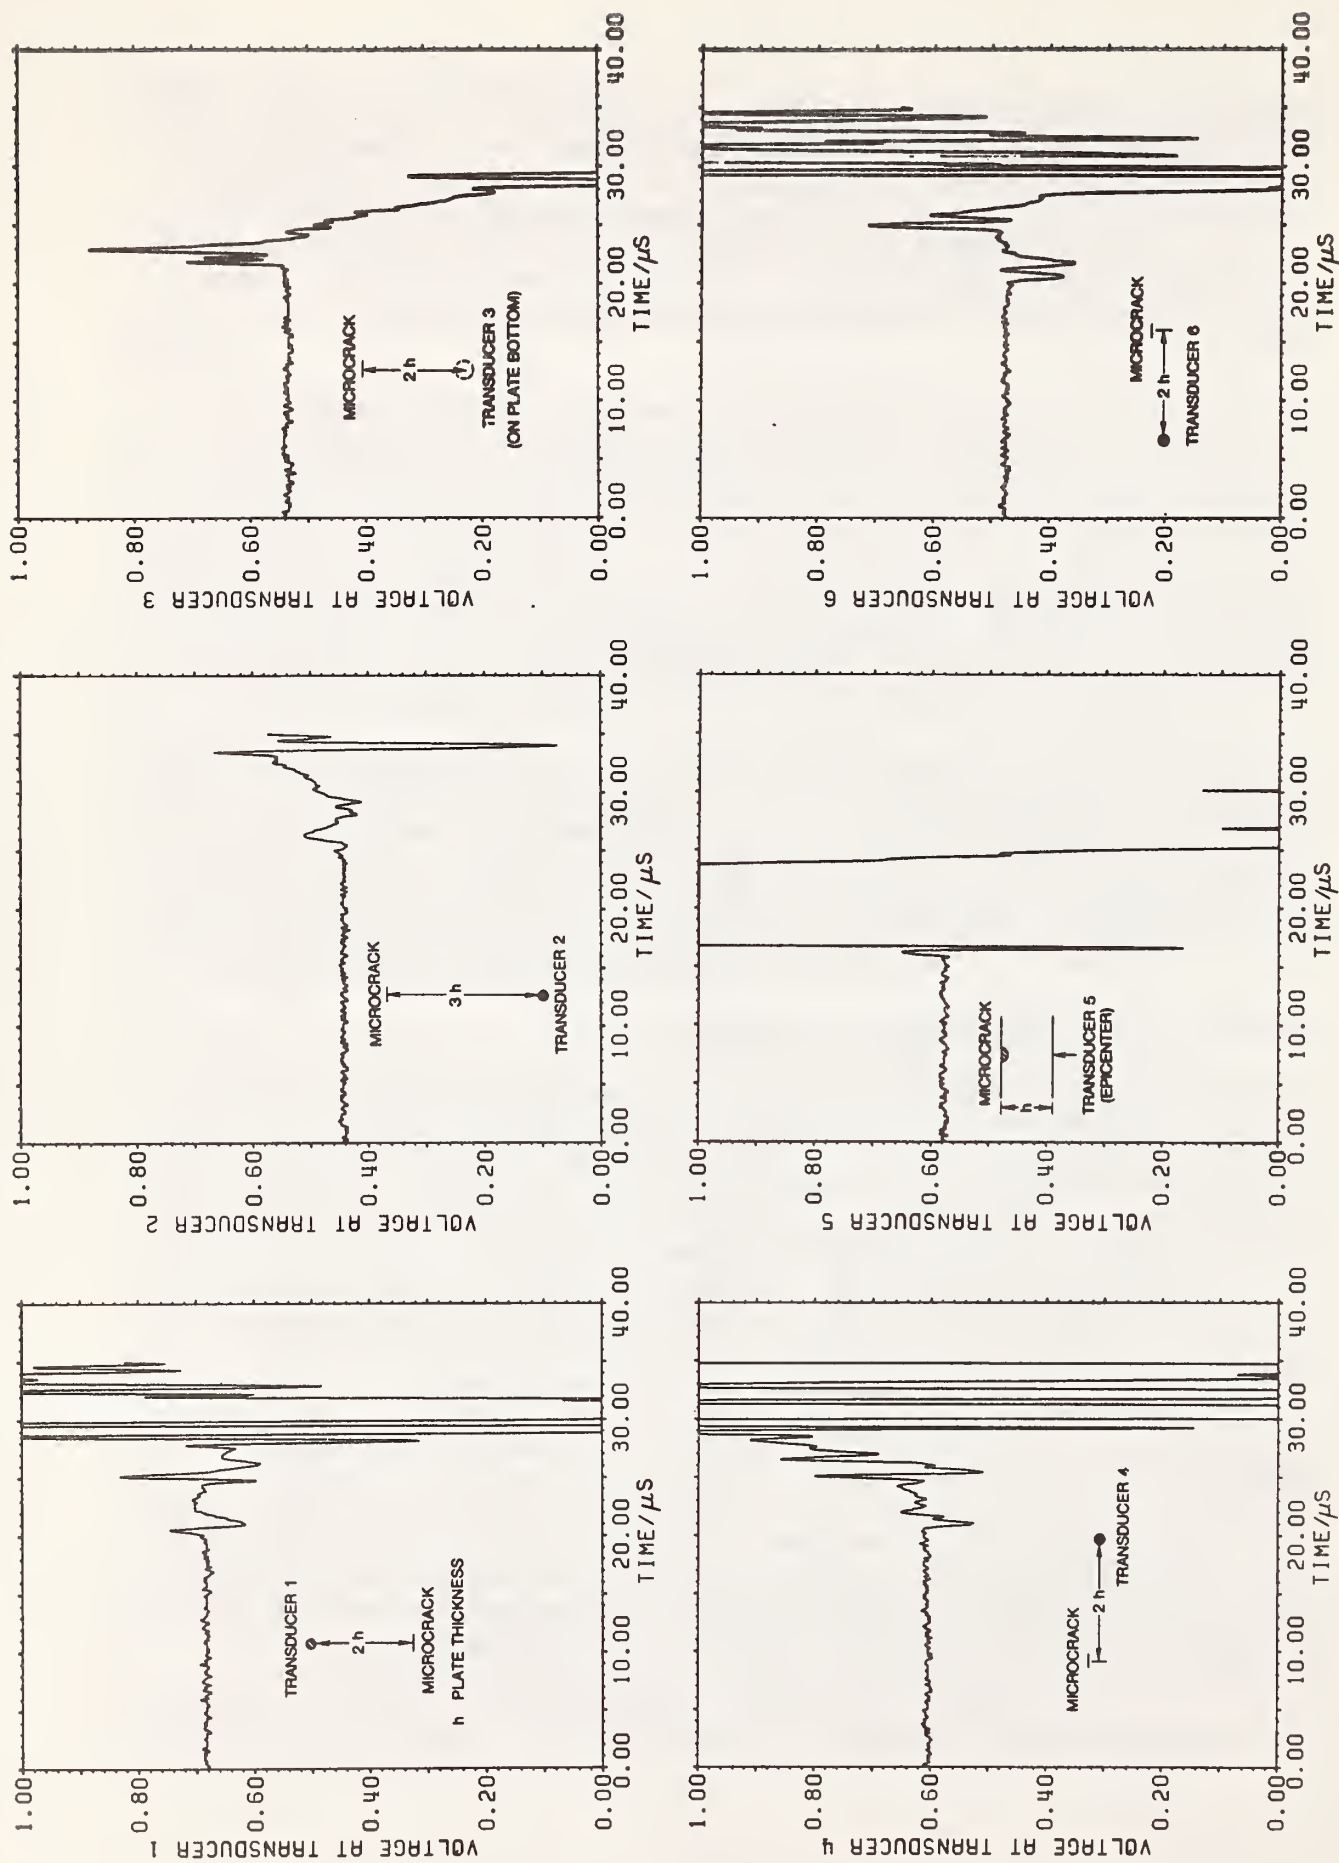 1.00
0.80
0.60
0.40
0.20
0.00
VOLTAGE AT TRANSDUCER 1
0.00 10.00 20.00 30.00 40.00
TIME/μS
TRANSDUCER 1
2 h
MICROCRACK
h PLATE THICKNESS
1.00
0.80
0.60
0.40
0.20
0.00
VOLTAGE AT TRANSDUCER 2
0.00 10.00 20.00 30.00 40.00
TIME/μS
MICROCRACK
3 h
TRANSDUCER 2
1.00
0.80
0.60
0.40
0.20
0.00
VOLTAGE AT TRANSDUCER 3
0.00 10.00 20.00 30.00 40.00
TIME/μS
MICROCRACK
2 h
TRANSDUCER 3
(ON PLATE BOTTOM)
1.00
0.80
0.60
0.40
0.20
0.00
VOLTAGE AT TRANSDUCER 4
0.00 10.00 20.00 30.00 40.00
TIME/μS
MICROCRACK
2 h
TRANSDUCER 4
1.00
0.80
0.60
0.40
0.20
0.00
VOLTAGE AT TRANSDUCER 5
0.00 10.00 20.00 30.00 40.00
TIME/μS
MICROCRACK
h
TRANSDUCER 5
(EPICENTER)
1.00
0.80
0.60
0.40
0.20
0.00
VOLTAGE AT TRANSDUCER 6
0.00 10.00 20.00 30.00 40.00
TIME/μS
MICROCRACK
2 h
TRANSDUCER 6